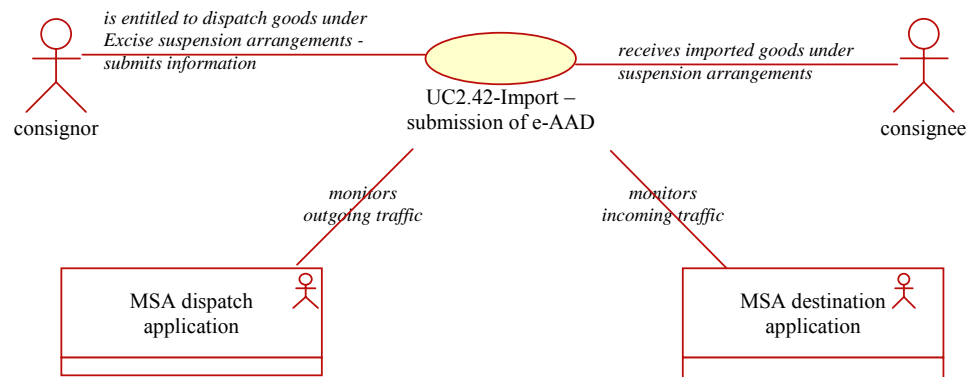 is entitled to dispatch goods under
Excise suspension arrangements -
submits information
receives imported goods under
suspension arrangements
UC2.42-Import –
submission of e-AAD
consignor
consignee
monitors
outgoing traffic
monitors
incoming traffic
MSA dispatch
application
MSA destination
application